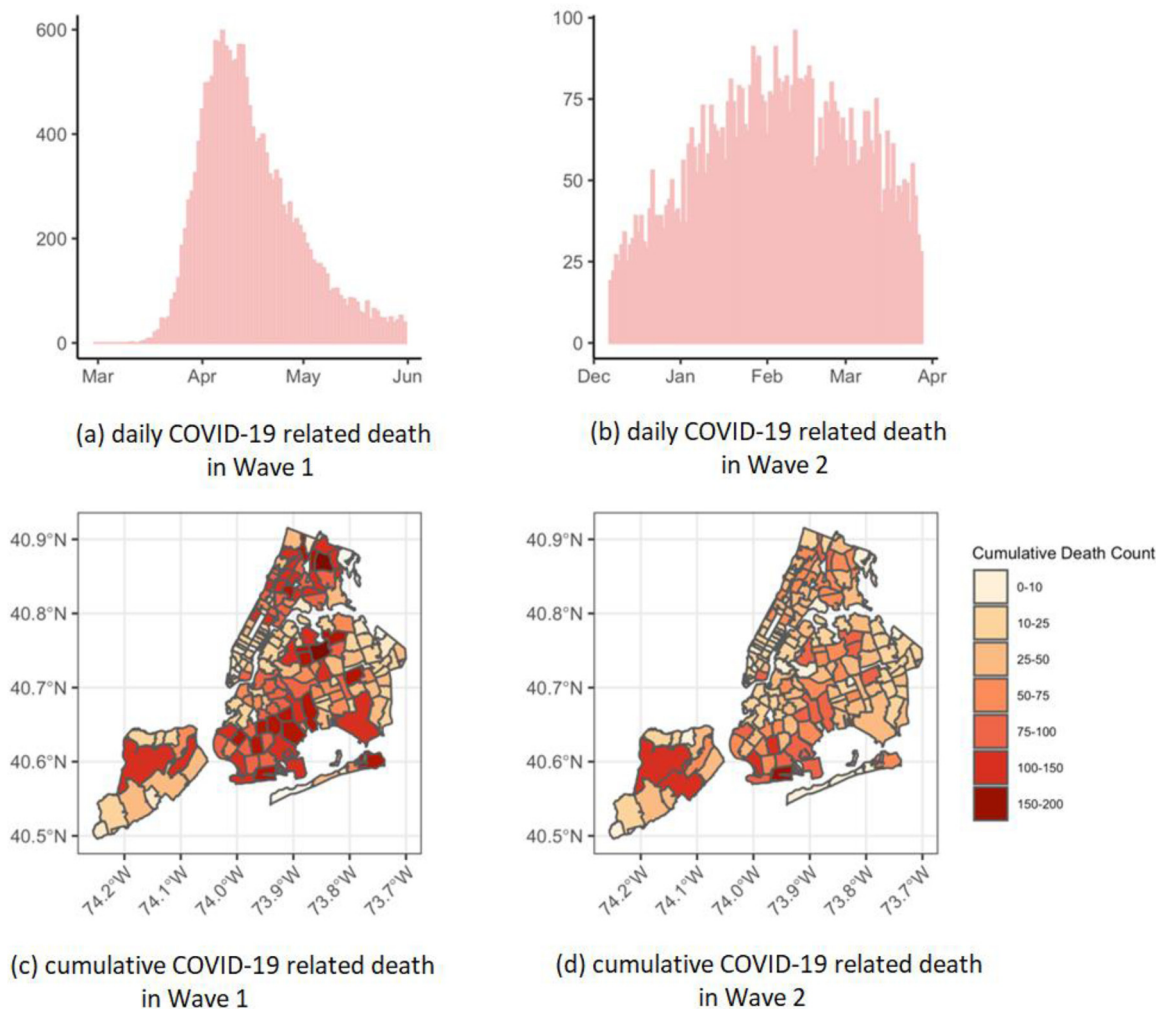 600
400
200
0
Mar Apr May Jun
(a) daily COVID-19 related death
in Wave 1
100
75
50
25
0
Dec Jan Feb Mar Apr
(b) daily COVID-19 related death
in Wave 2
40.9°N
40.8°N
40.7°N
40.6°N
40.5°N
74.2°W 74.1°W 74.0°W 73.9°W 73.8°W 73.7°W
(c) cumulative COVID-19 related death
in Wave 1
40.9°N
40.8°N
40.7°N
40.6°N
40.5°N
74.2°W 74.1°W 74.0°W 73.9°W 73.8°W 73.7°W
(d) cumulative COVID-19 related death
in Wave 2
Cumulative Death Count
0-10
10-25
25-50
50-75
75-100
100-150
150-200